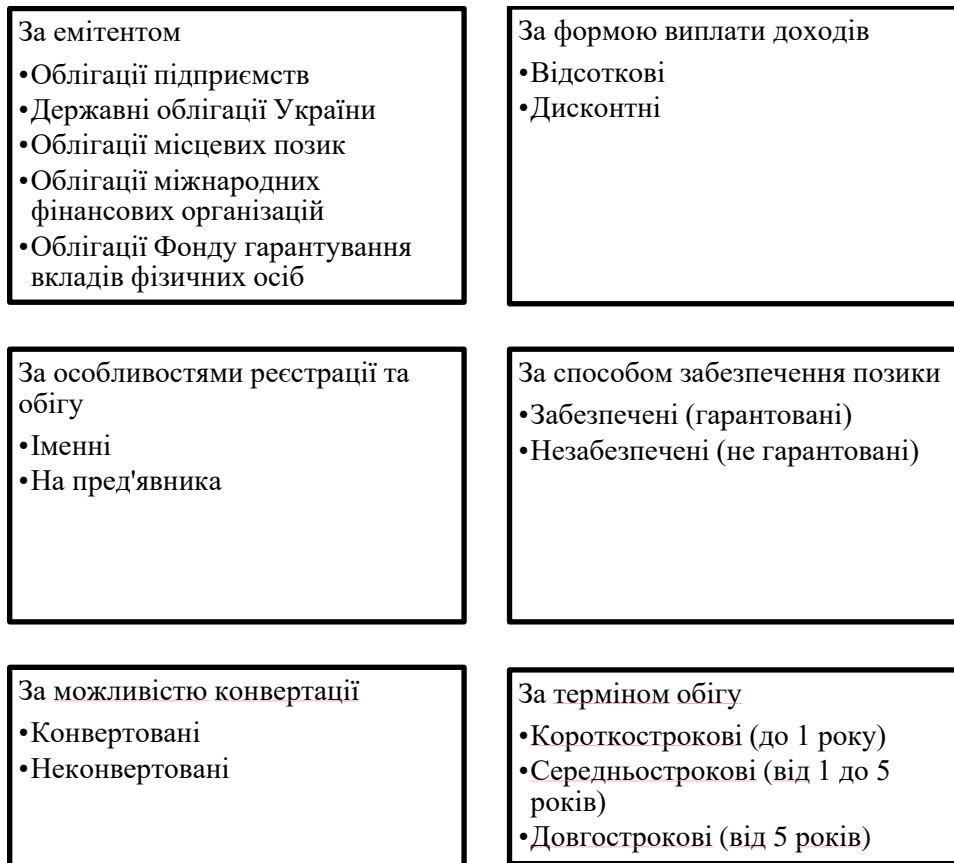 За емітентом
•Облігації підприємств
•Державні облігації України
•Облігації місцевих позик
•Облігації міжнародних
фінансових організацій
•Облігації Фонду гарантування
вкладів фізичних осіб
За формою виплати доходів
•Відсоткові
•Дисконтні
За особливостями реєстрації та
обігу
•Іменні
•На пред'явника
За способом забезпечення позики
•Забезпечені (гарантовані)
•Незабезпечені (не гарантовані)
За можливістю конвертації
•Конвертовані
•Неконвертовані
За терміном обігу
•Короткострокові (до 1 року)
•Середньострокові (від 1 до 5
років)
•Довгострокові (від 5 років)